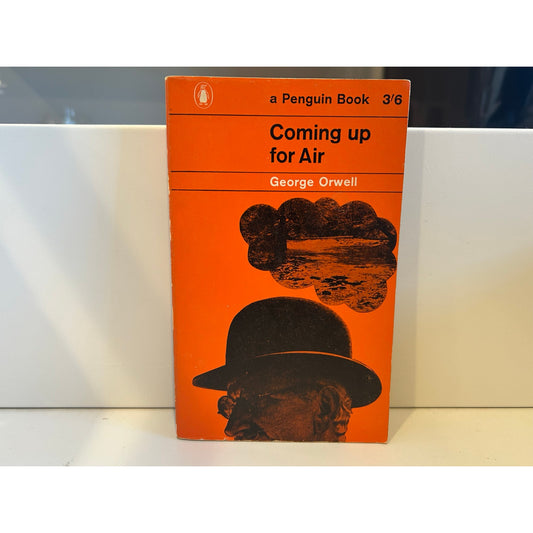 a Penguin Book 3/6
Coming up
for Air
George Orwell